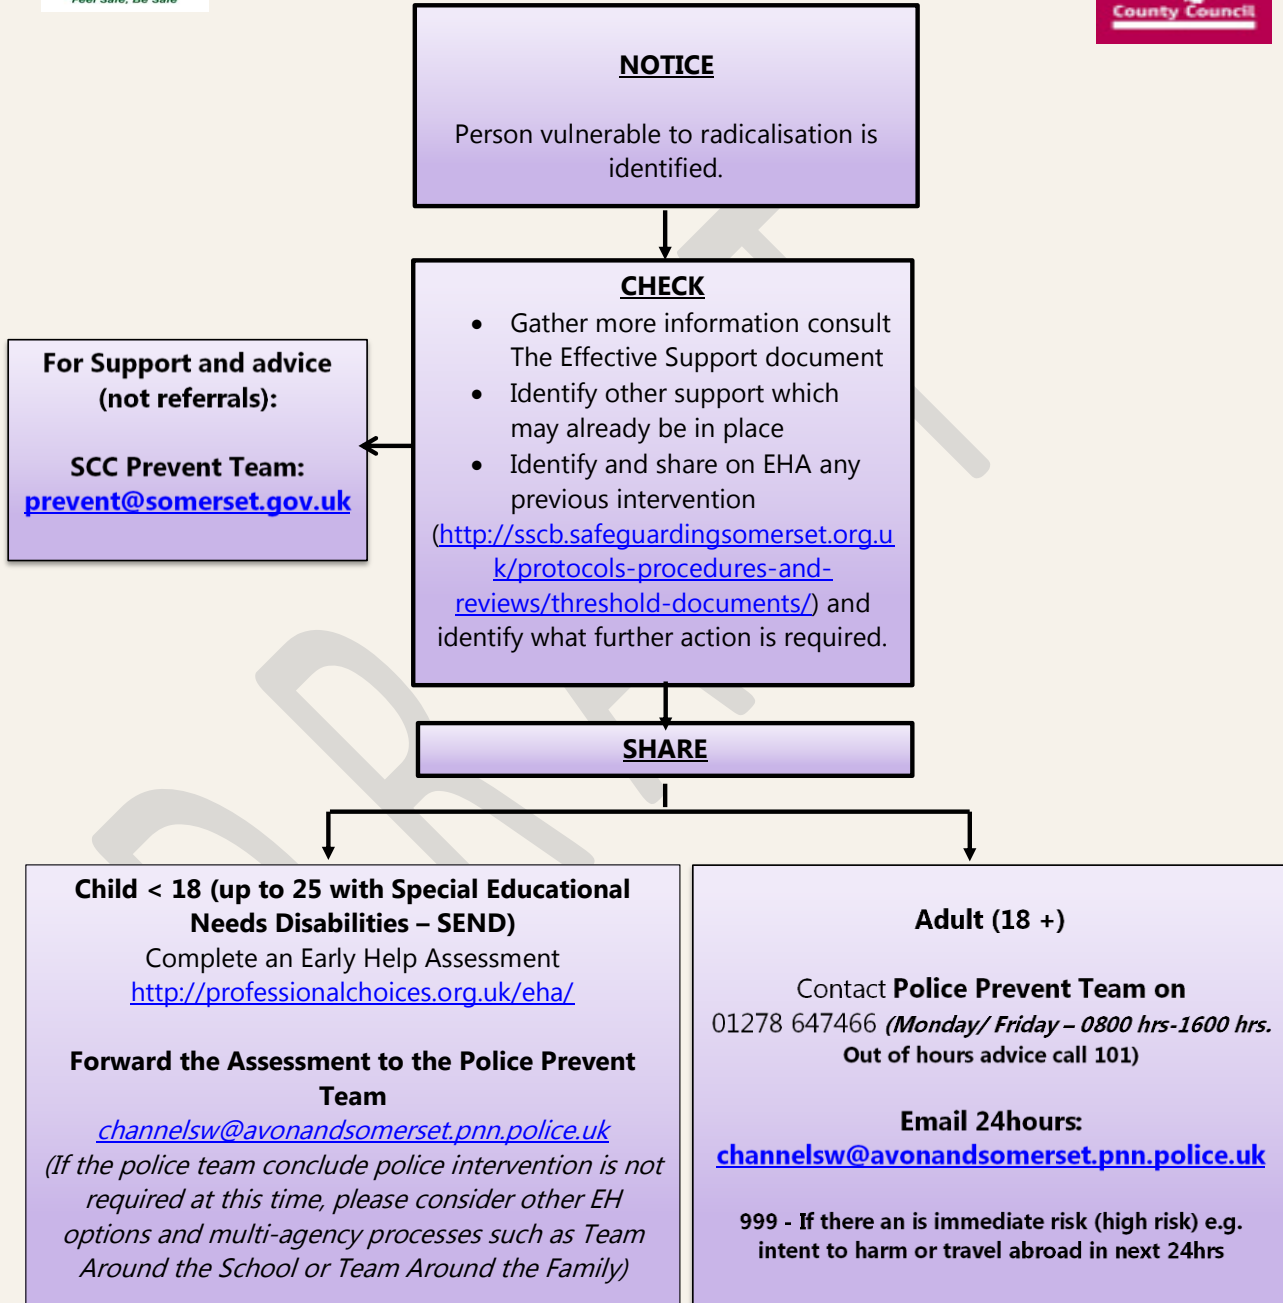 Feel Safe, Be Safe
County Council
NOTICE
Person vulnerable to radicalisation is
identified.
CHECK
• Gather more information consult
The Effective Support document
• Identify other support which
may already be in place
• Identify and share on EHA any
previous intervention
(http://sscb.safeguardingsomerset.org.u
k/protocols-procedures-and-
reviews/threshold-documents/) and
identify what further action is required.
For Support and advice
(not referrals):
SCC Prevent Team:
prevent@somerset.gov.uk
SHARE
Child < 18 (up to 25 with Special Educational
Needs Disabilities – SEND)
Complete an Early Help Assessment
http://professionalchoices.org.uk/eha/
Forward the Assessment to the Police Prevent
Team
channelsw@avonandsomerset.pnn.police.uk
(If the police team conclude police intervention is not
required at this time, please consider other EH
options and multi-agency processes such as Team
Around the School or Team Around the Family)
Adult (18 +)
Contact Police Prevent Team on
01278 647466 (Monday/ Friday – 0800 hrs-1600 hrs.
Out of hours advice call 101)
Email 24hours:
channelsw@avonandsomerset.pnn.police.uk
999 - If there an is immediate risk (high risk) e.g.
intent to harm or travel abroad in next 24hrs
DRAFT